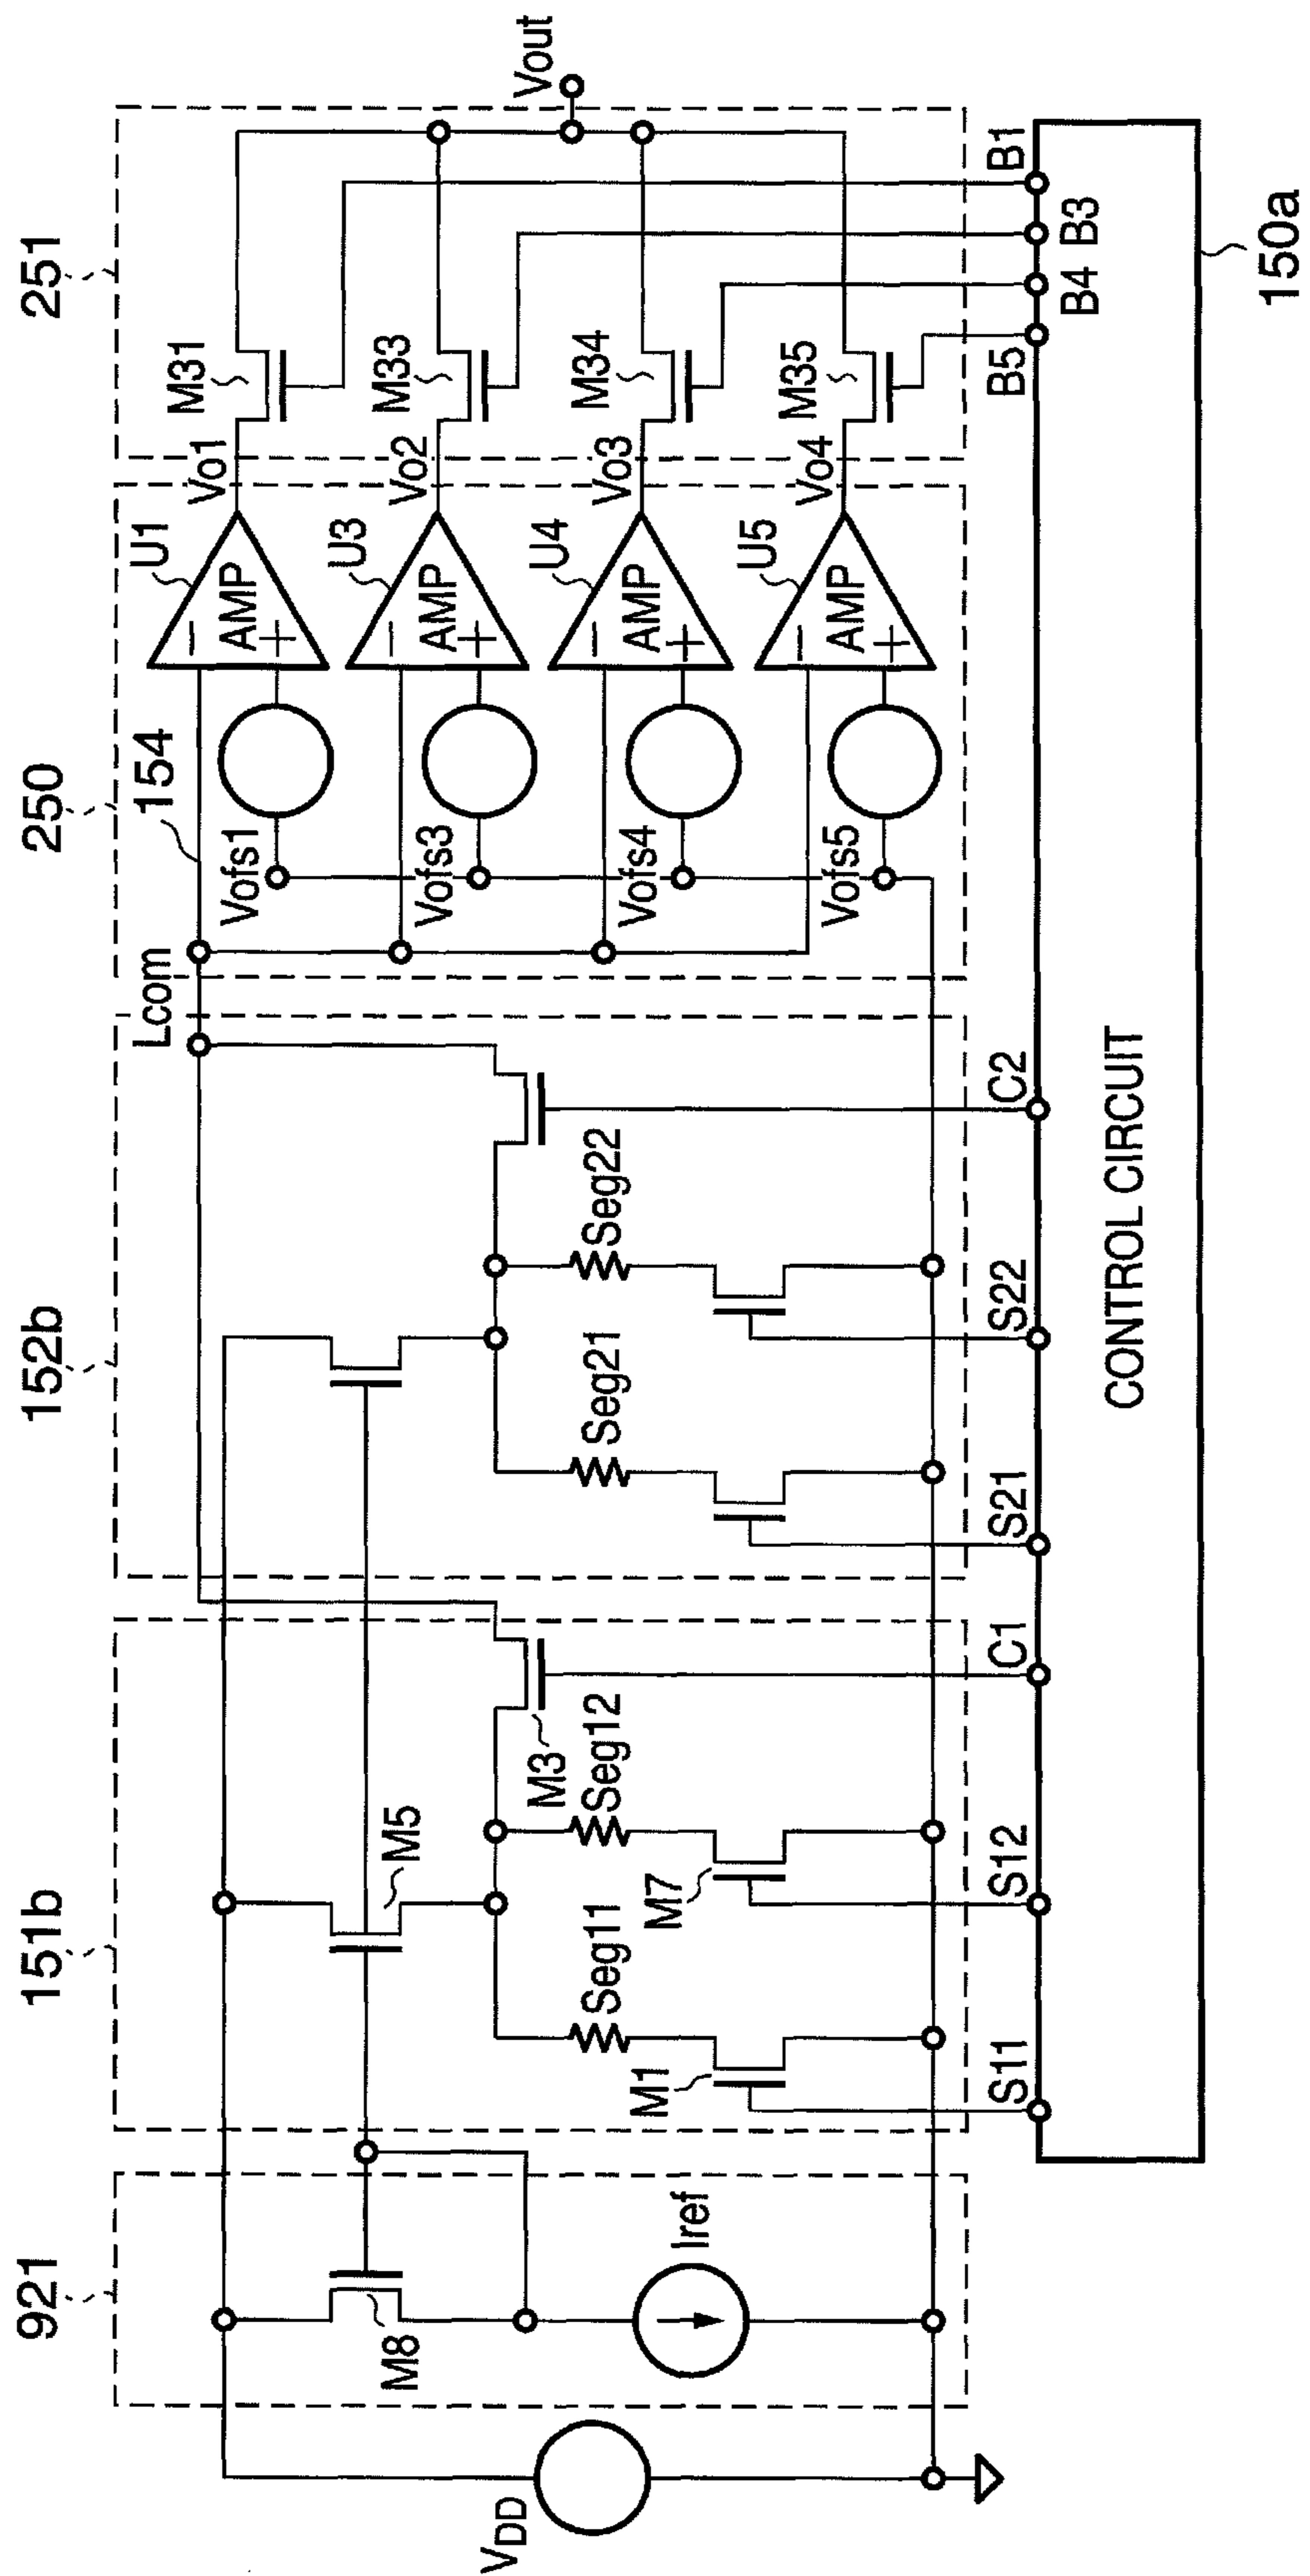 921
151b
152b
250
251
VDD
M8
Iref
M5
M3
Seg11
Seg12
M1
M7
Seg21
Seg22
Lcom
154
Vofs1
Vofs3
Vofs4
Vofs5
U1
− AMP +
U3
− AMP +
U4
− AMP +
U5
− AMP +
Vo1
Vo2
Vo3
Vo4
M31
M33
M34
M35
Vout
S11
S12
C1
S21
S22
C2
B5
B4
B3
B1
CONTROL CIRCUIT
150a